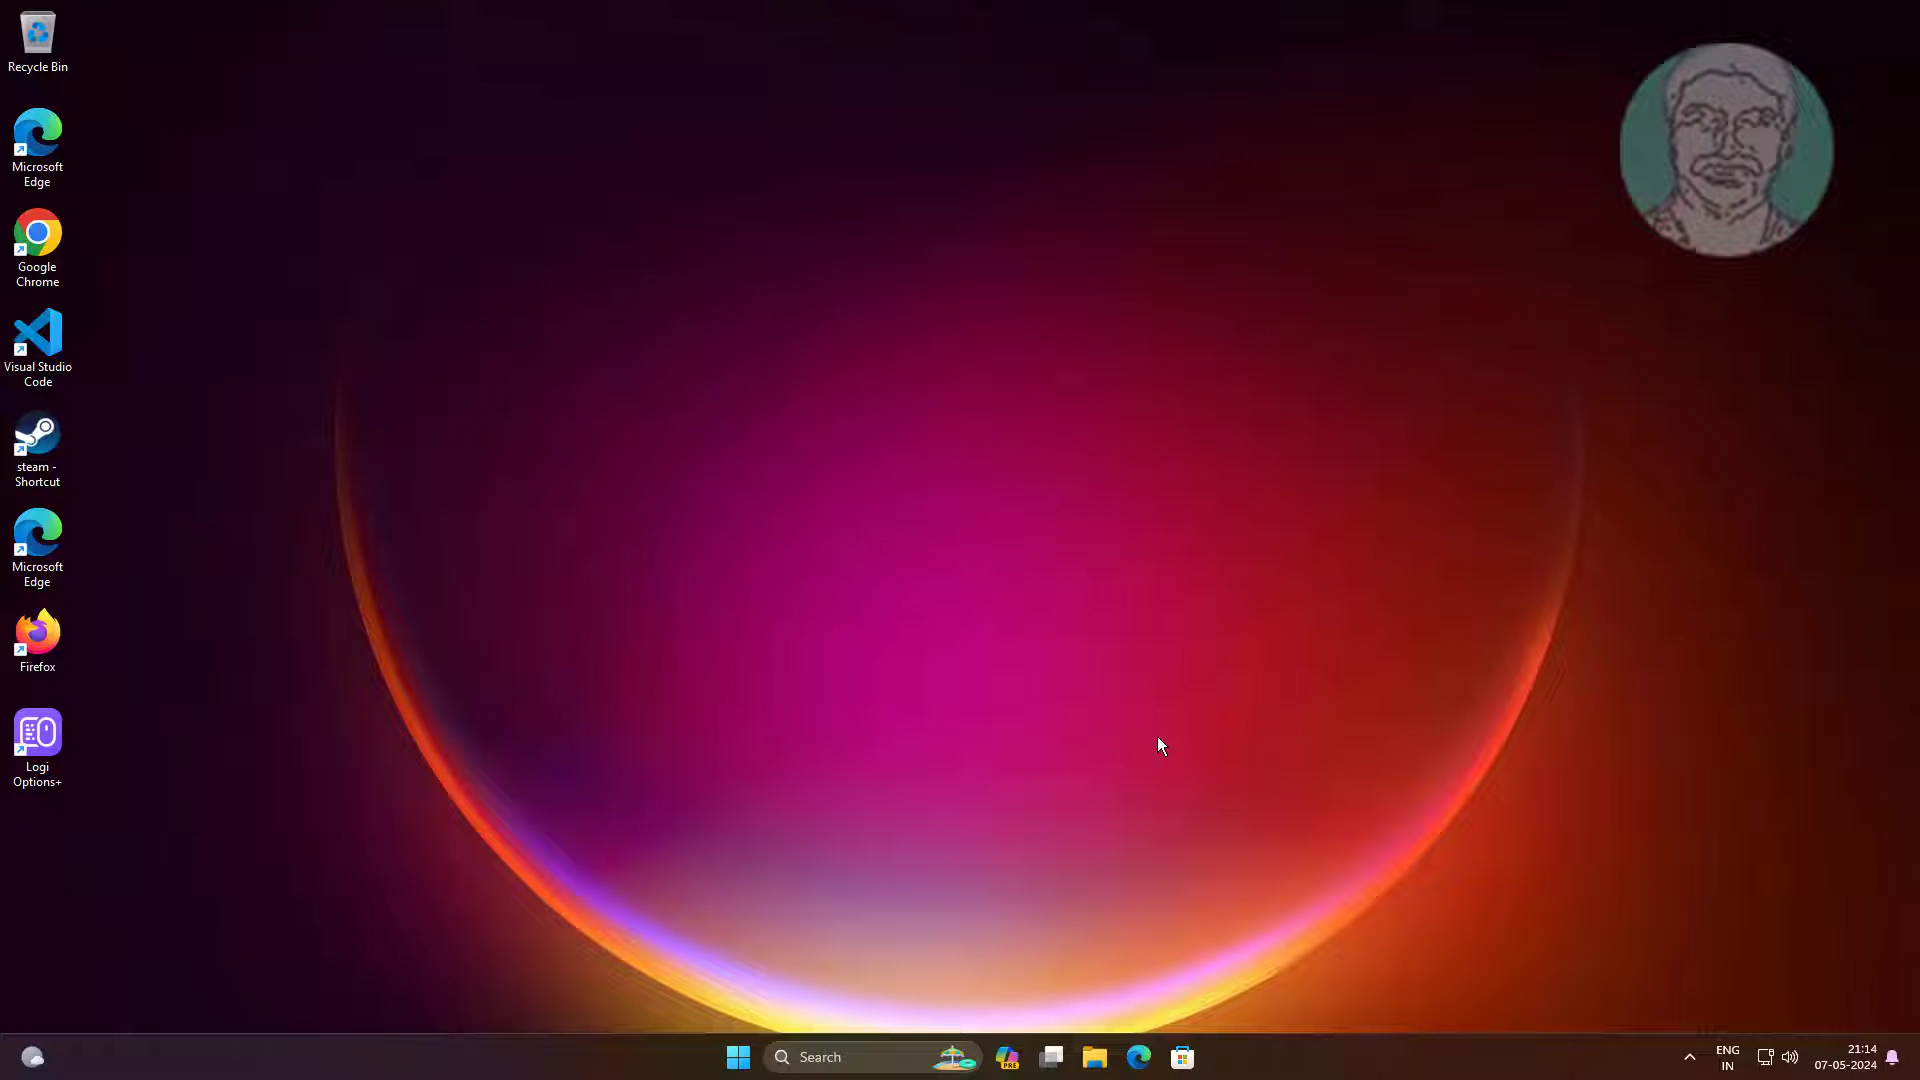 Recycle Bin
Microsoft
Edge
Google
Chrome
Visual Studio
Code
steam -
Shortcut
Microsoft
Edge
Firefox
Logi
Options+
Search
PRE
ENG
IN
21:14
07-05-2024